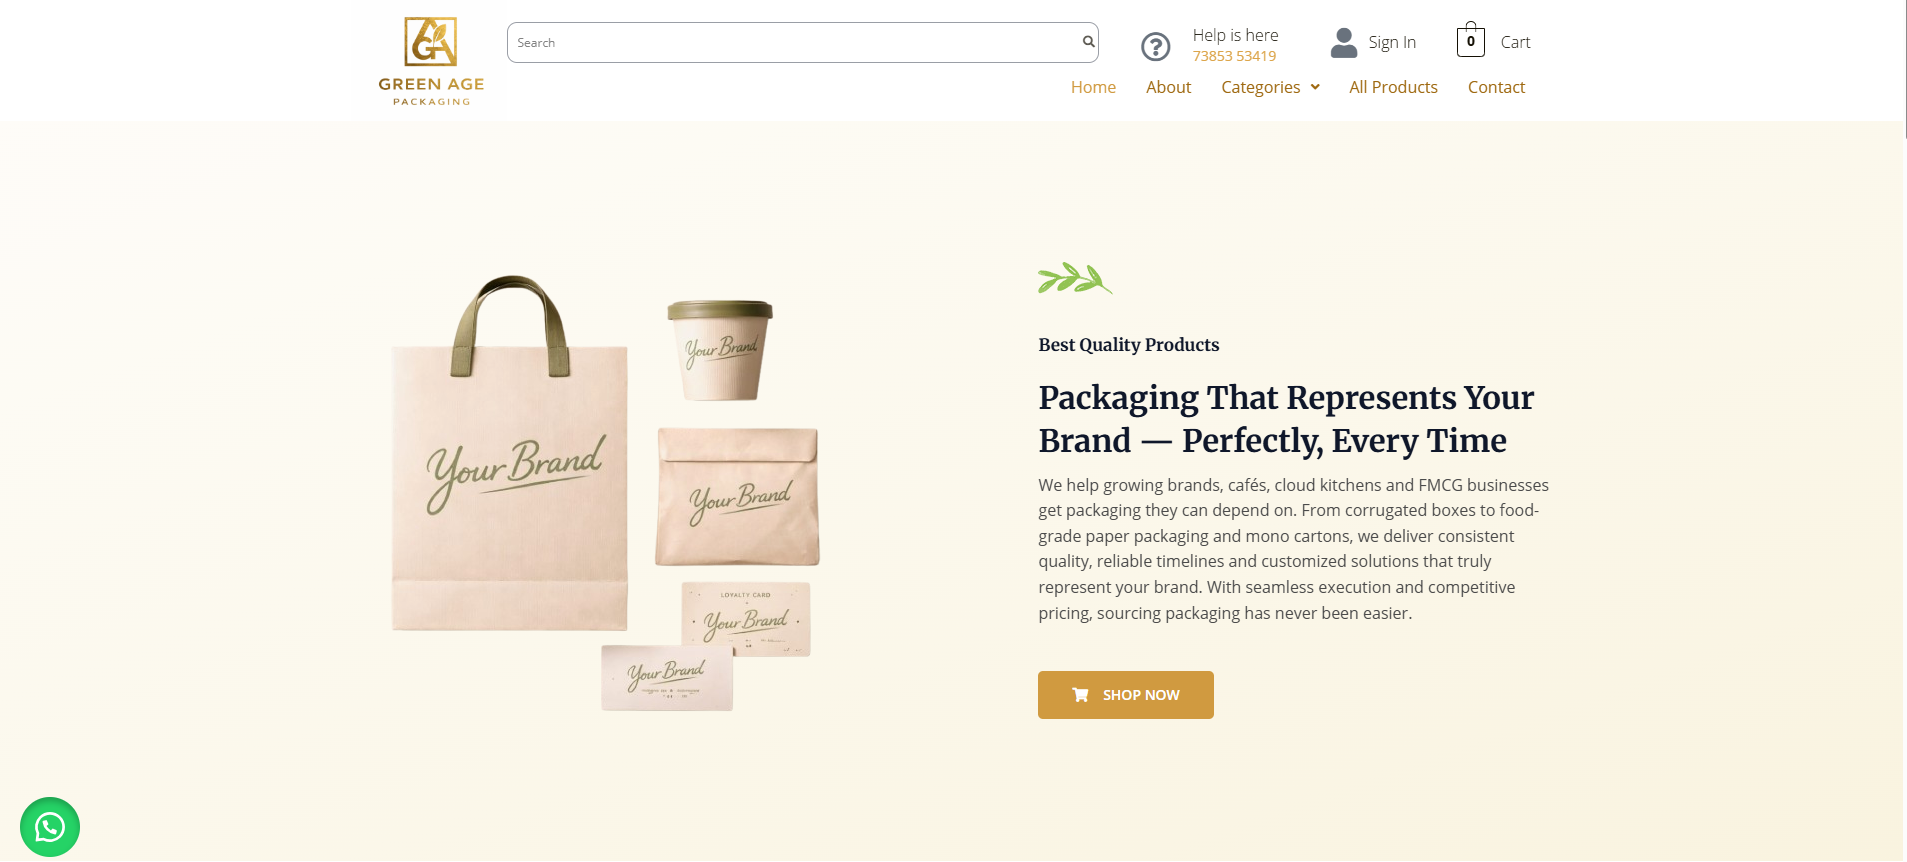 GREEN AGE
PACKAGING
Search
Help is here
73853 53419
Sign In
0
Cart
Home
About
Categories
All Products
Contact
Your Brand
Your Brand
Your Brand
LOYALTY CARD
Your Brand
Your Brand
Best Quality Products
Packaging That Represents Your
Brand — Perfectly, Every Time
We help growing brands, cafés, cloud kitchens and FMCG businesses
get packaging they can depend on. From corrugated boxes to food-
grade paper packaging and mono cartons, we deliver consistent
quality, reliable timelines and customized solutions that truly
represent your brand. With seamless execution and competitive
pricing, sourcing packaging has never been easier.
SHOP NOW